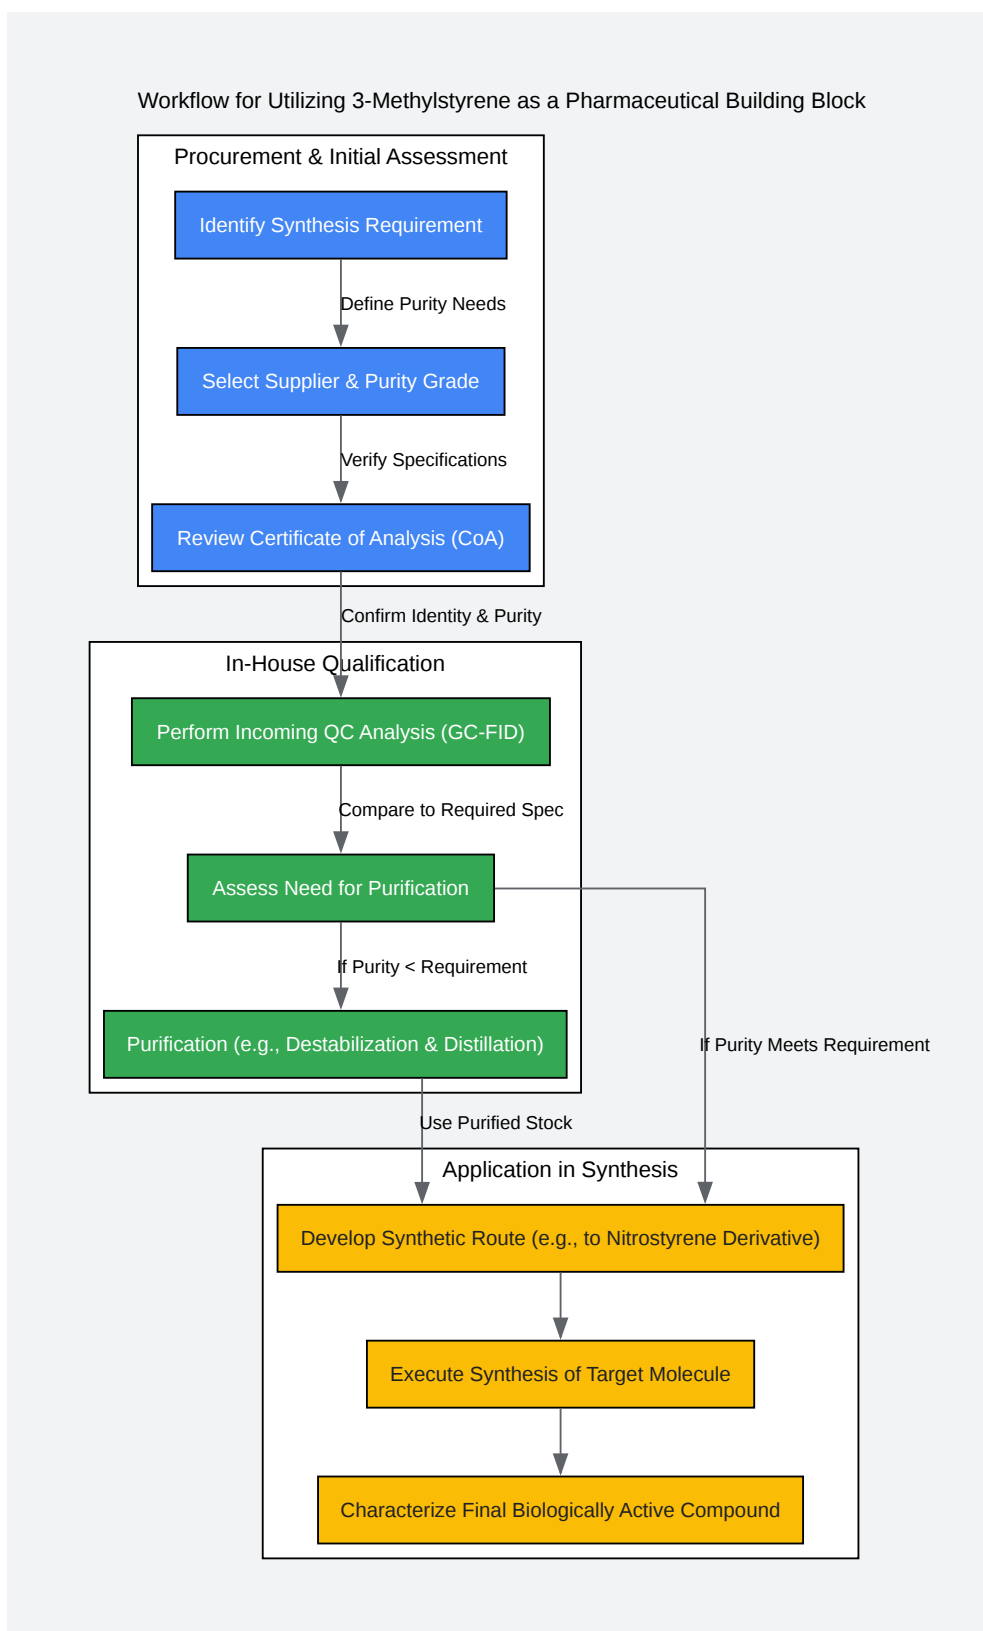 Workflow for Utilizing 3-Methylstyrene as a Pharmaceutical Building Block
Procurement & Initial Assessment
Identify Synthesis Requirement
Define Purity Needs
Select Supplier & Purity Grade
Verify Specifications
Review Certificate of Analysis (CoA)
Confirm Identity & Purity
In-House Qualification
Perform Incoming QC Analysis (GC-FID)
Compare to Required Spec
Assess Need for Purification
If Purity < Requirement
Purification (e.g., Destabilization & Distillation)
If Purity Meets Requirement
Use Purified Stock
Application in Synthesis
Develop Synthetic Route (e.g., to Nitrostyrene Derivative)
Execute Synthesis of Target Molecule
Characterize Final Biologically Active Compound